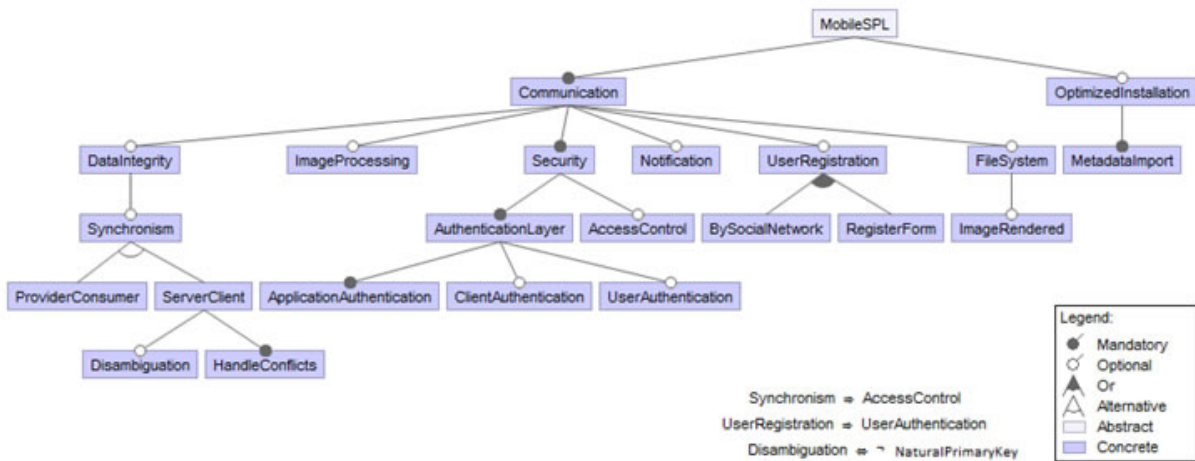 MobileSPL
Communication OptimizedInstallation
DataIntegrity ImageProcessing Security Notification UserRegistration FileSystem MetadataImport
Synchronism AuthenticationLayer AccessControl BySocialNetwork RegisterForm ImageRendered
ProviderConsumer ServerClient ApplicationAuthentication ClientAuthentication UserAuthentication
Disambiguation HandleConflicts
Legend:
Mandatory
Optional
Or
Alternative
Abstract
Concrete
Synchronism ⇒ AccessControl
UserRegistration ⇒ UserAuthentication
Disambiguation ⇔ ¬ NaturalPrimaryKey